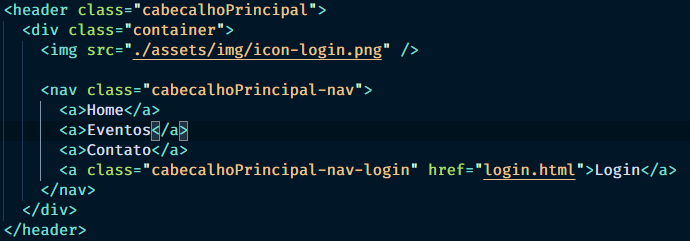 <header class="cabecalhoPrincipal">
<div class="container">
<img src="./assets/img/icon-login.png" />
<nav class="cabecalhoPrincipal-nav">
<a>Home</a>
<a>Eventos</a>
<a>Contato</a>
<a class="cabecalhoPrincipal-nav-login" href="login.html">Login</a>
</nav>
</div>
</header>